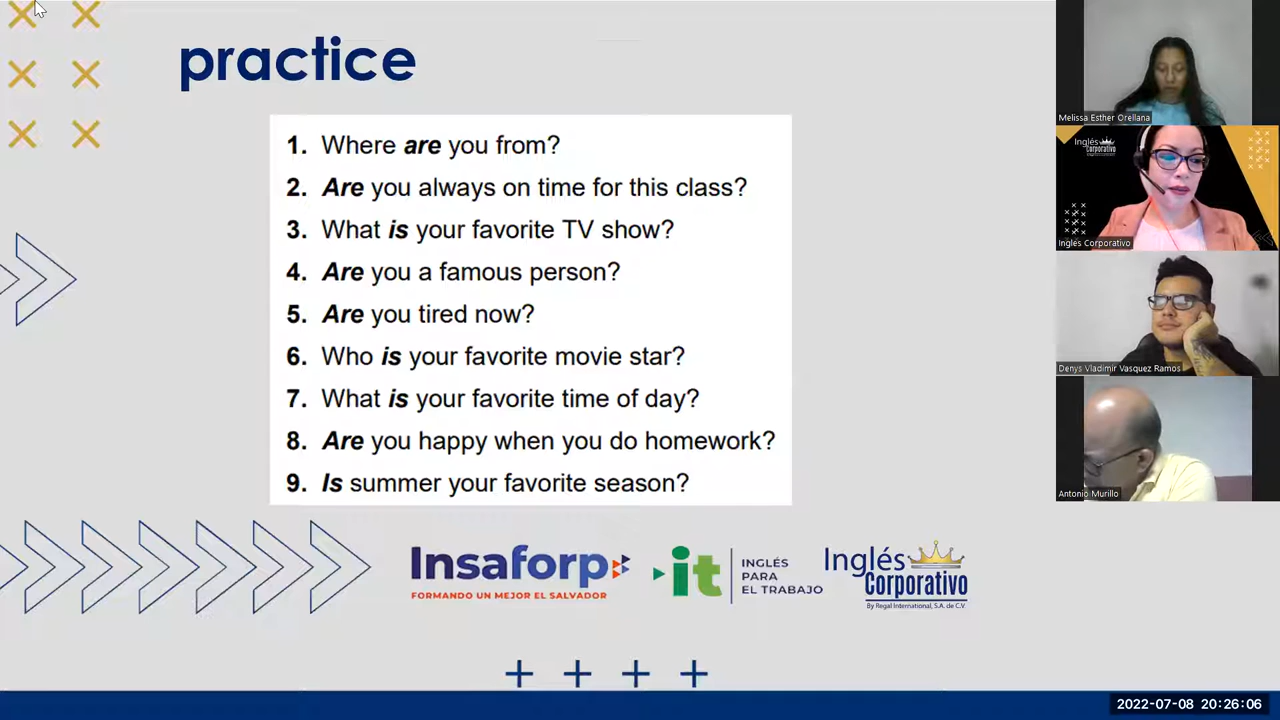 practice
1. Where are you from?
2. Are you always on time for this class?
3. What is your favorite TV show?
4. Are you a famous person?
5. Are you tired now?
6. Who is your favorite movie star?
7. What is your favorite time of day?
8. Are you happy when you do homework?
9. Is summer your favorite season?
Insaforp
FORMANDO UN MEJOR EL SALVADOR
it
INGLÉS
PARA
EL TRABAJO
Inglés
Corporativo
By Regal International, S.A. de C.V.
Melissa Esther Orellana
Inglés
Corporativo
Ingles Corporativo
Denys Vladimir Vasquez Ramos
Antonio Murillo
2022-07-08 20:26:06